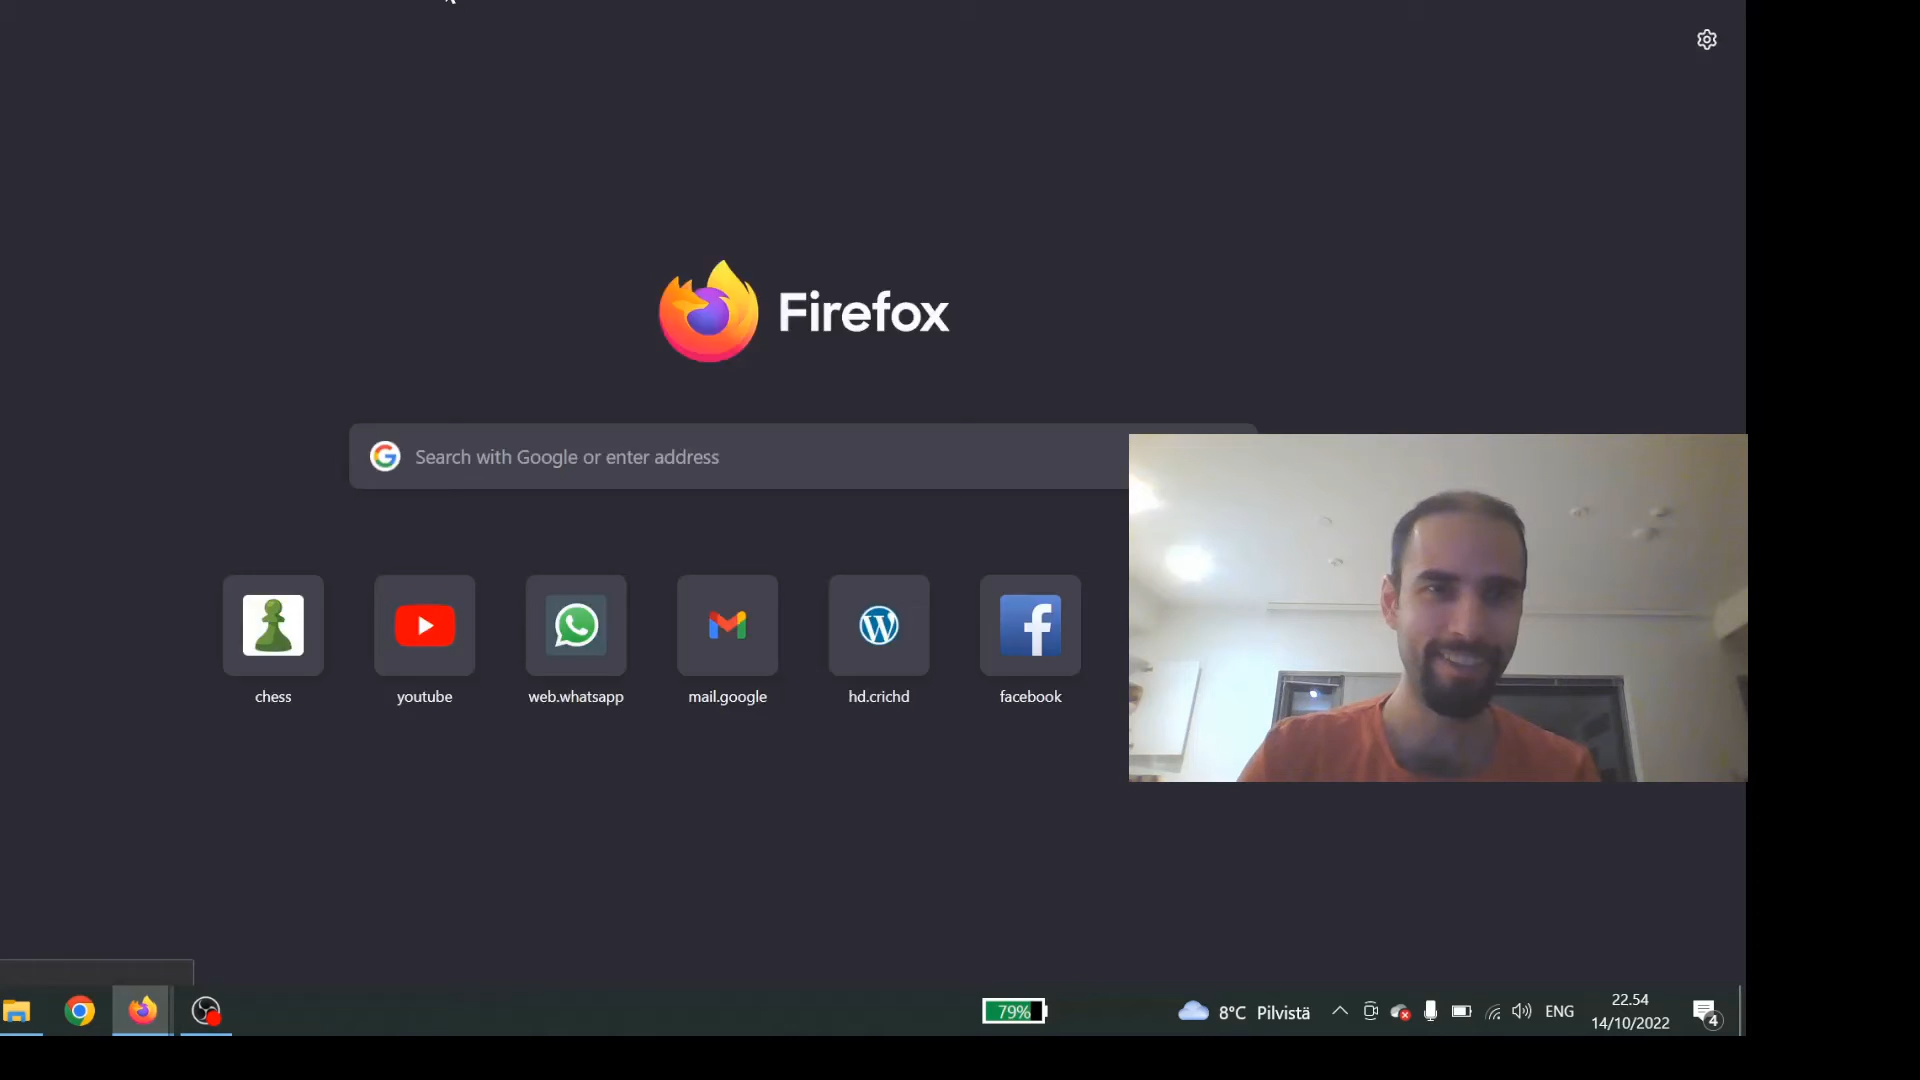 Firefox
Search with Google or enter address
chess
youtube
web.whatsapp
mail.google
hd.crichd
facebook
79%
8°C Pilvistä
ENG
22.54
14/10/2022
4